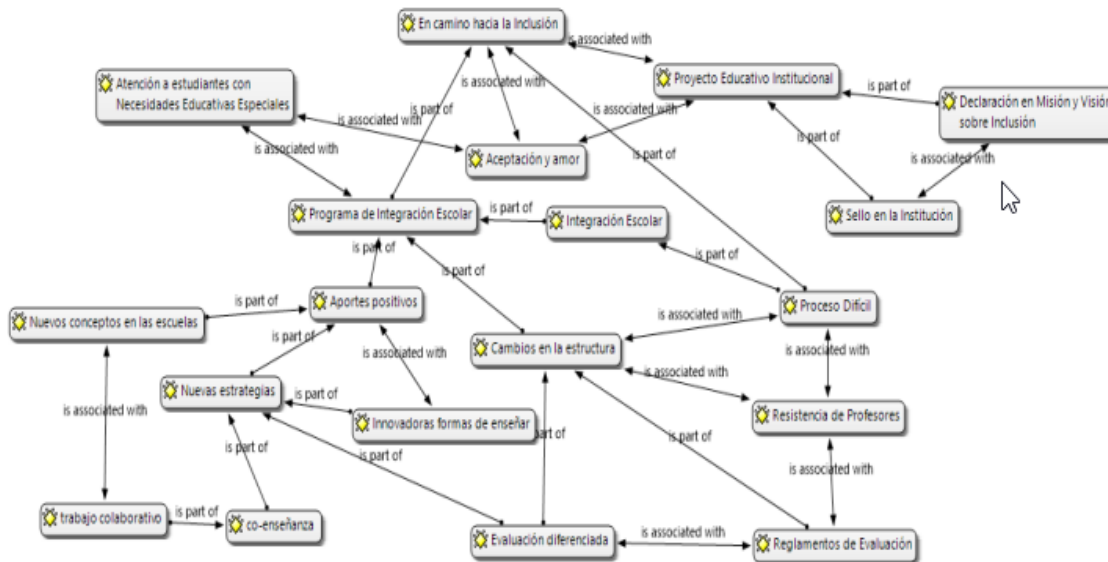 En camino hacia la Inclusión
is associated with
Proyecto Educativo Institucional
is associated with
Atención a estudiantes con
Necesidades Educativas Especiales
is part of
is associated with
is part of
Declaración en Misión y Visión
sobre Inclusión
is associated with
is associated with
Aceptación y amor
is part of
is part of
is associated with
Programa de Integración Escolar
is part of
Integración Escolar
Sello en la Institución
is part of
is part of
is part of
is part of
Aportes positivos
Proceso Difícil
Nuevos conceptos en las escuelas
is part of
is associated with
is associated with
Cambios en la estructura
is associated with
is associated with
Nuevas estrategias
is part of
is associated with
Innovadoras formas de enseñar
Resistencia de Profesores
part of
is part of
is part of
is part of
is associated with
trabajo colaborativo
is part of
co-enseñanza
Evaluación diferenciada
is associated with
Reglamentos de Evaluación